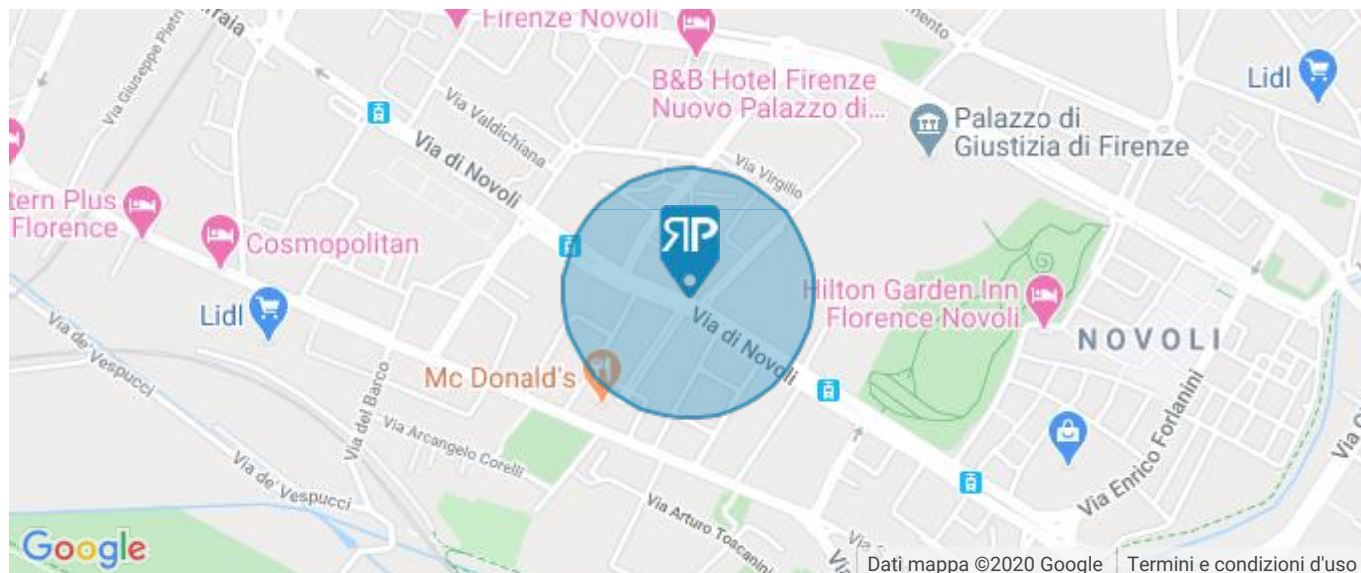 Firenze Novoli
raia
mento
Via Giuseppe Pietri
B&B Hotel Firenze
Nuovo Palazzo di...
Lidl
Via Valdichiana
Palazzo di
Giustizia di Firenze
Via di Novoli
Via Virgilio
tern Plus
Florence
Cosmopolitan
ЯP
Hilton Garden Inn
Florence Novoli
Lidl
Via di Novoli
NOVOLI
Via de' Vespucci
Mc Donald's
Via del Barco
Via Arcangelo Corelli
Via Enrico Forlanini
Via de' Vespucci
Via Arturo Toscanini
Google
Dati mappa ©2020 Google
Termini e condizioni d'uso